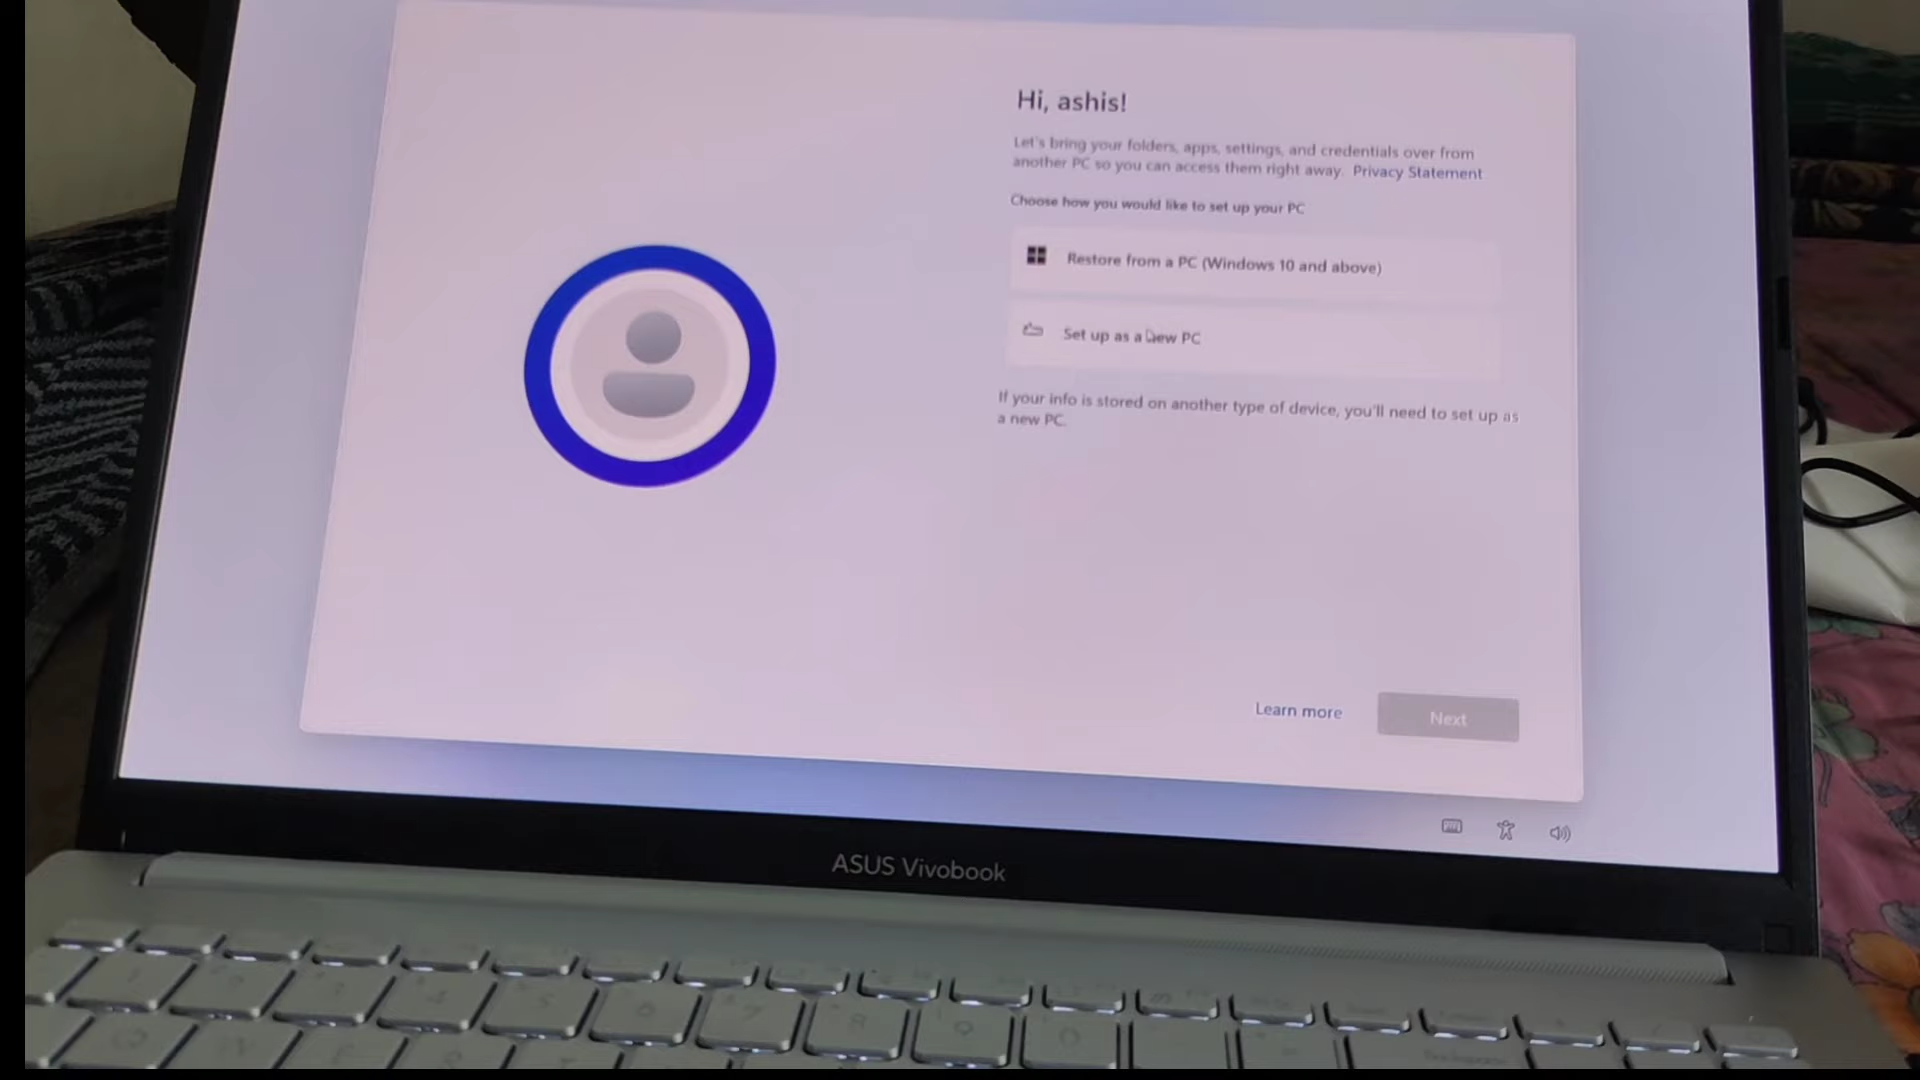 Hi, ashis!
Let's bring your folders, apps, settings, and credentials over from
another PC so you can access them right away. Privacy Statement
Choose how you would like to set up your PC
Restore from a PC (Windows 10 and above)
Set up as a new PC
If your info is stored on another type of device, you'll need to set up as
a new PC.
Learn more
Next
ASUS Vivobook